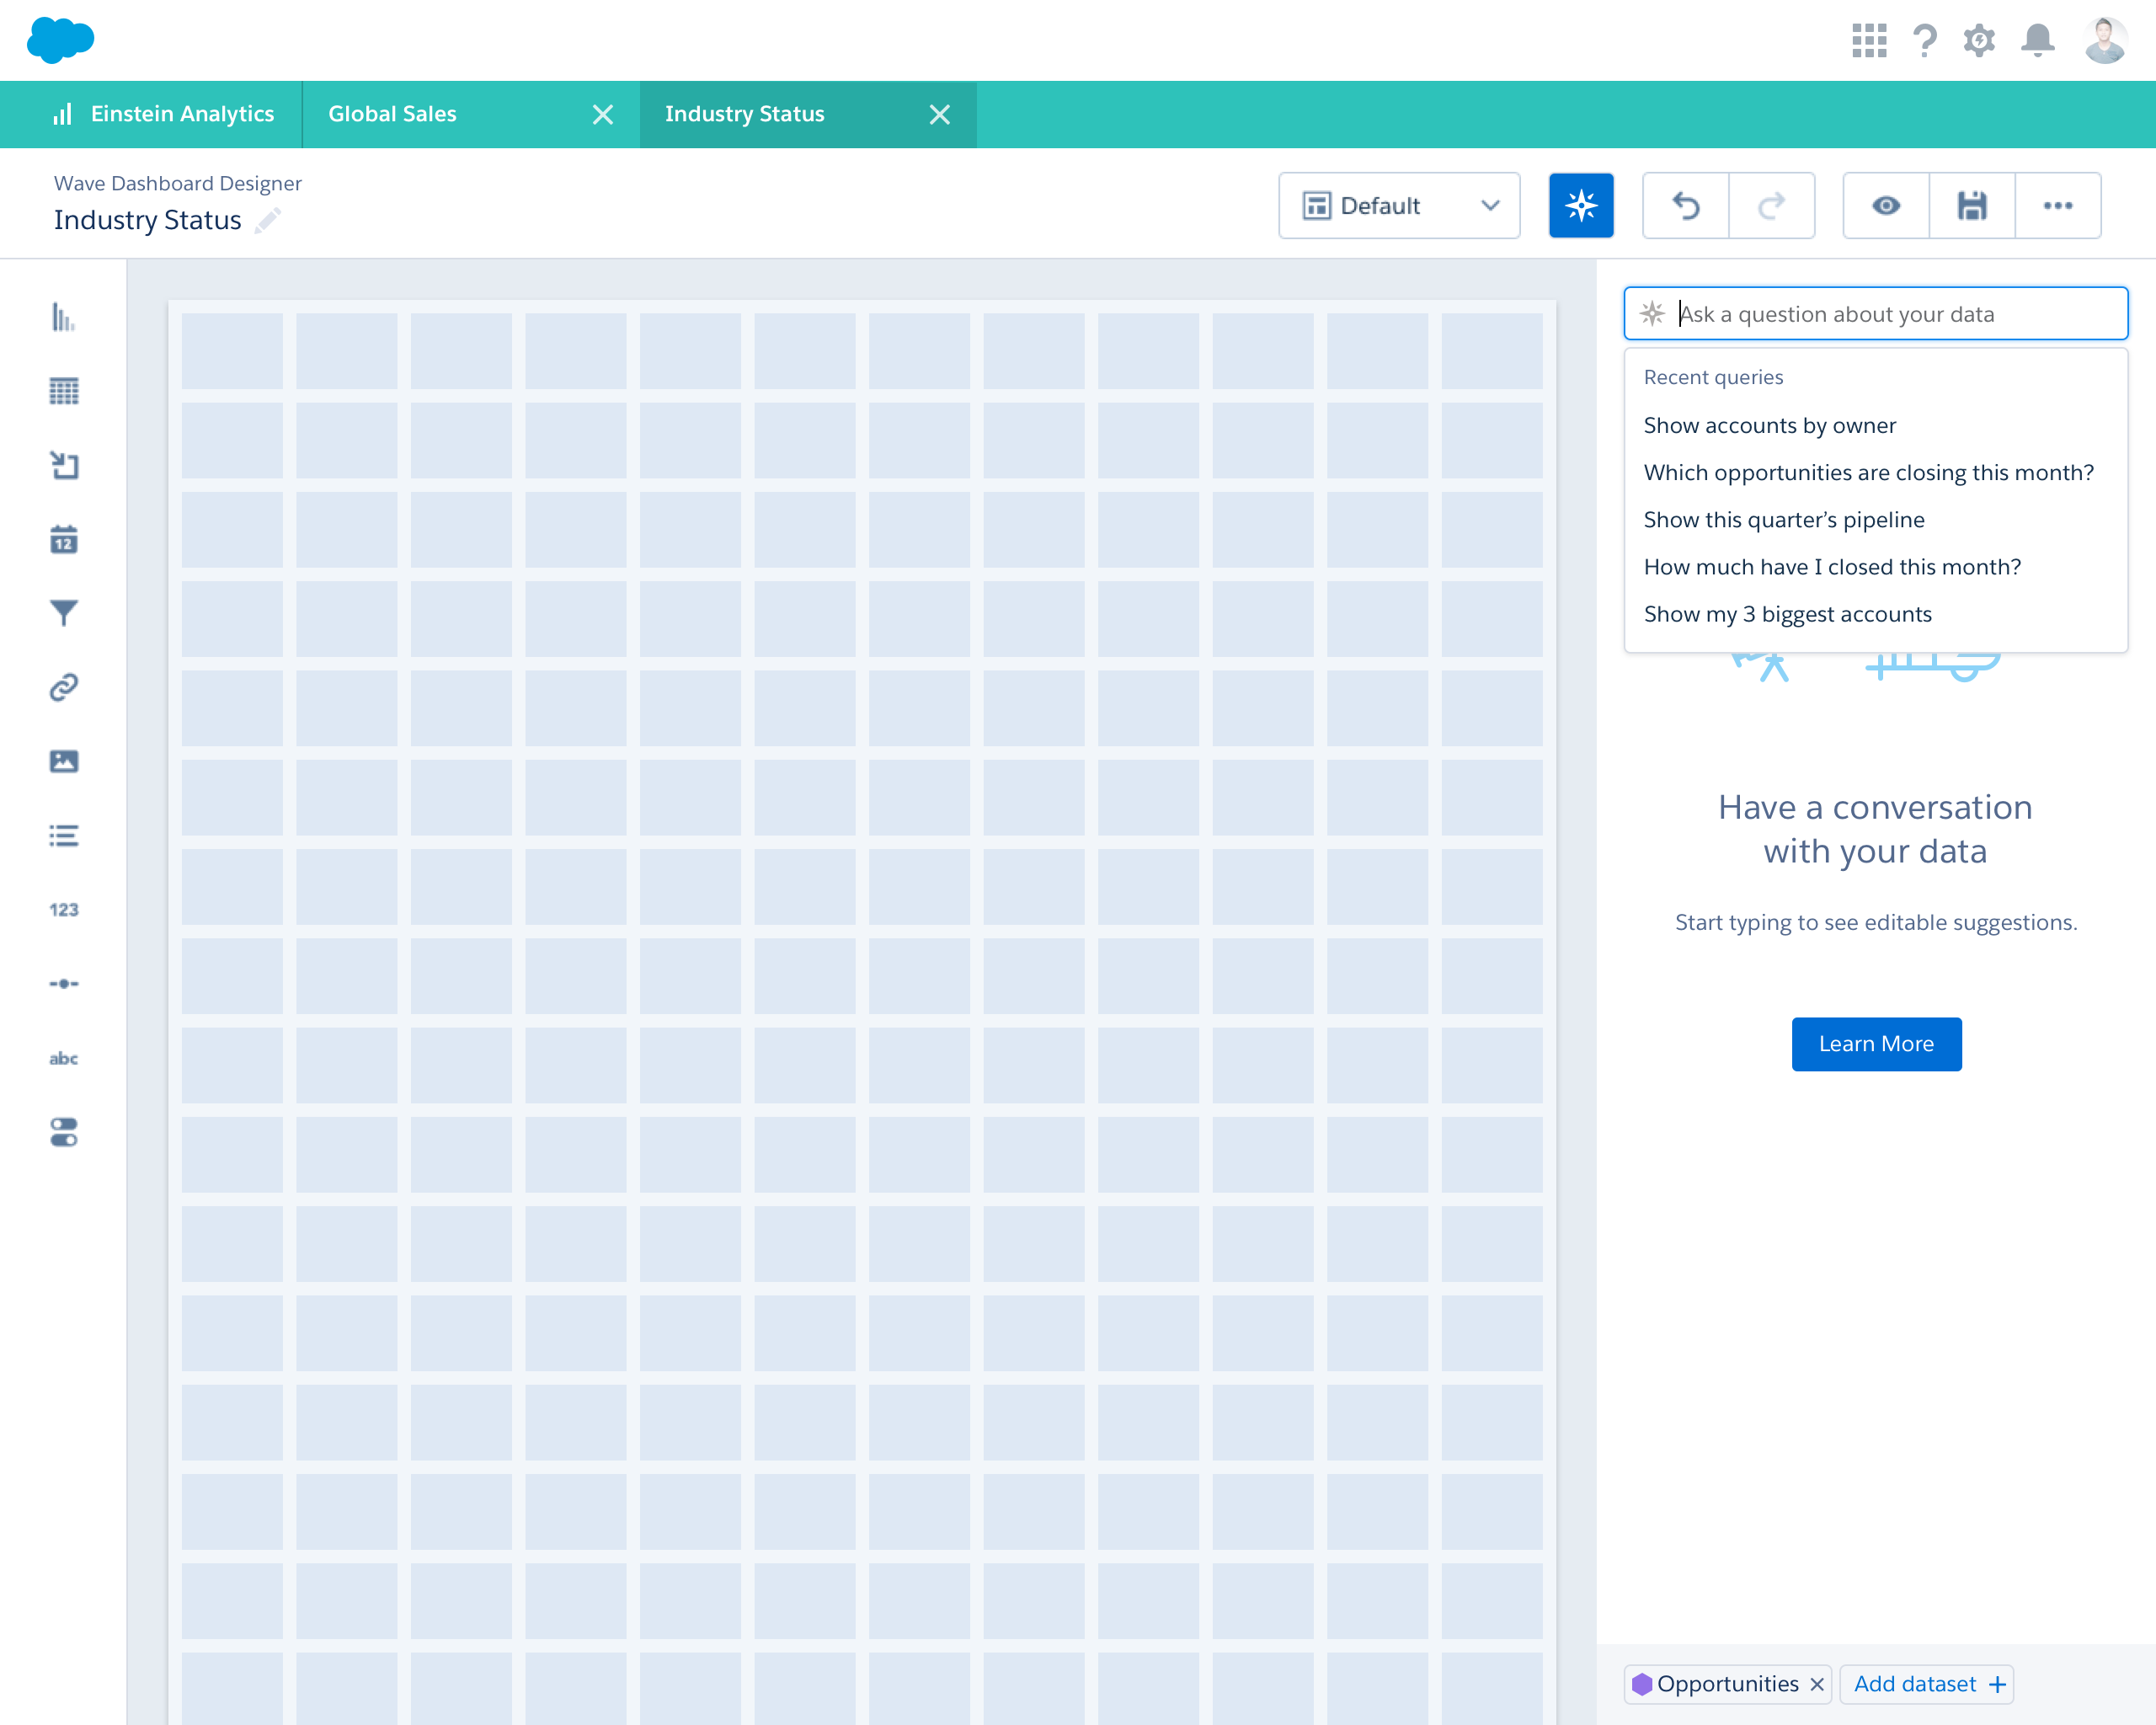 Einstein Analytics
Global Sales
Industry Status
Wave Dashboard Designer
Industry Status
Default
Ask a question about your data
Recent queries
Show accounts by owner
Which opportunities are closing this month?
Show this quarter’s pipeline
How much have I closed this month?
Show my 3 biggest accounts
12
123
abc
Have a conversation
with your data
Start typing to see editable suggestions.
Learn More
Opportunities
Add dataset